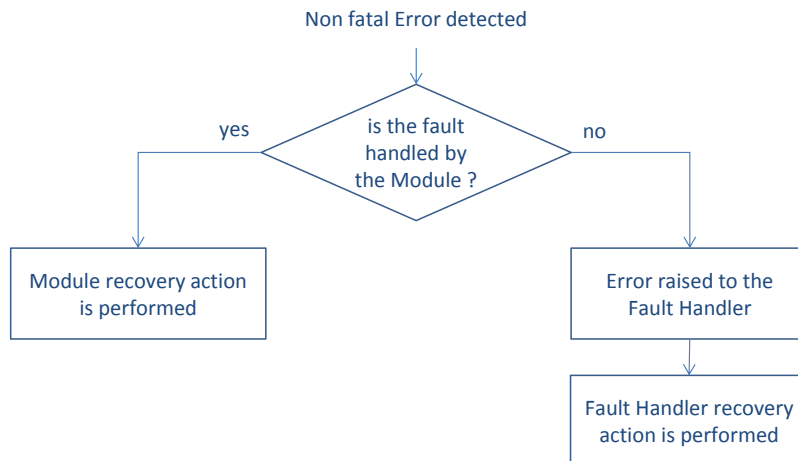 Non fatal Error detected
yes
is the fault
handled by
the Module ?
no
Module recovery action
is performed
Error raised to the
Fault Handler
Fault Handler recovery
action is performed